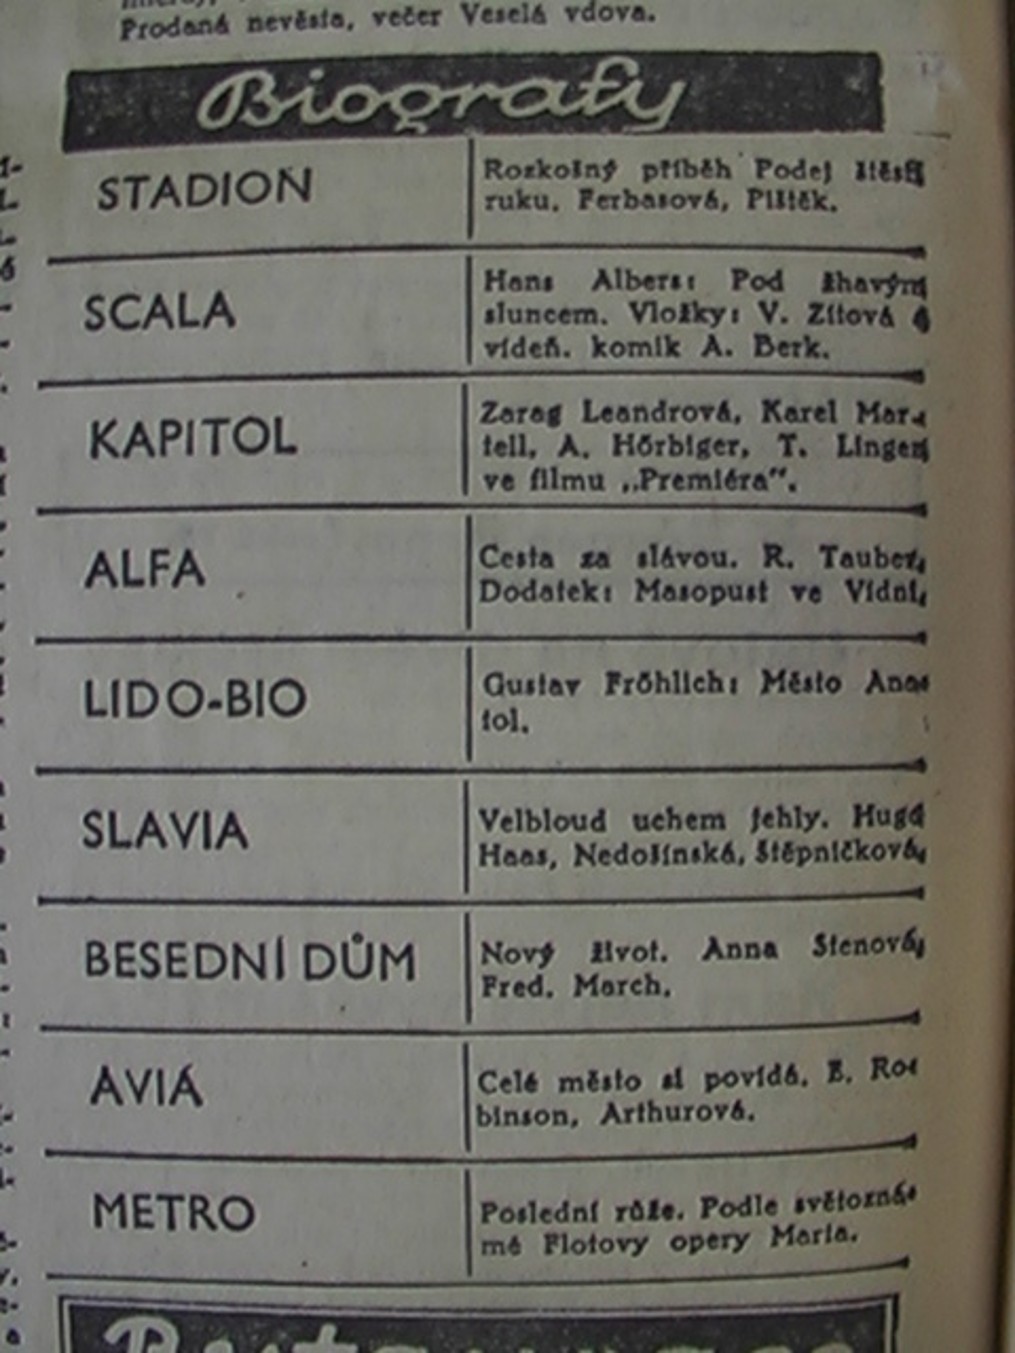 Prodaná nevěsta, večer Veselá vdova.
Biografy
STADION
Rozkošný příběh Podej štěstí
ruku. Ferbasová, Pištěk.
SCALA
Hans Albers: Pod žhavým
sluncem. Vložky: V. Zítová a
vídeň. komik A. Berk.
KAPITOL
Zarag Leandrová, Karel Mar-
tell, A. Hörbiger, T. Lingen
ve filmu „Premiéra".
ALFA
Cesta za slávou. R. Tauber.
Dodatek: Masopust ve Vídni.
LIDO-BIO
Gustav Fröhlich: Město Ana-
tol.
SLAVIA
Velbloud uchem jehly. Hugo
Haas, Nedošínská, Štěpničková.
BESEDNÍ DŮM
Nový život. Anna Stenová,
Fred. March.
AVIA
Celé město si povídá. E. Ro-
binson, Arthurová.
METRO
Poslední růže. Podle světozná-
mé Flotovy opery Marta.